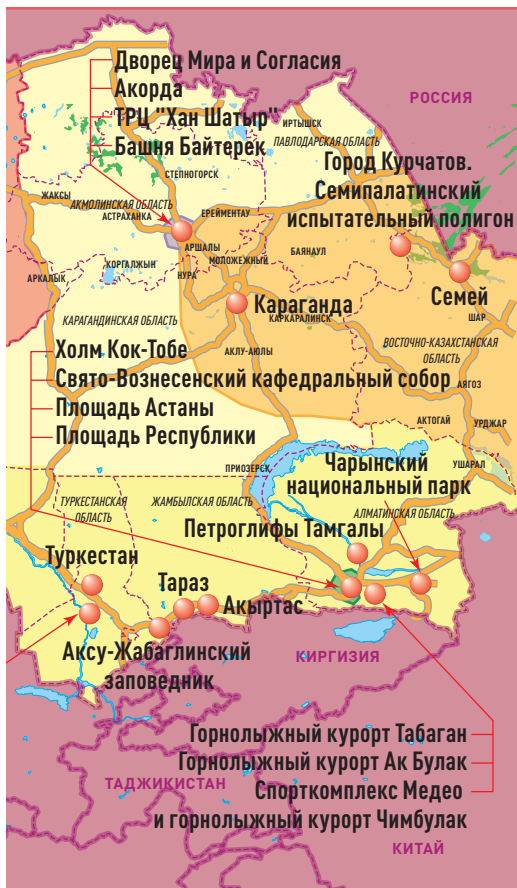 Дворец Мира и Согласия
Акорда
РОССИЯ
ТРЦ "Хан Шатыр"
ИРТЫШСК
ПАВЛОДАРСКАЯ ОБЛАСТЬ
Башня Байтерек
Город Курчатов.
СТЕПНОГОРСК
Семипалатинский
ЖАКСЫ
АКМОЛИНСКАЯ ОБЛАСТЬ
АСТРАХАНКА
ЕРЕЙМЕНТАУ
испытательный полигон
АРШАЛЫ
МОЛОЖЕЖНЫЙ
БАЯНАУЛ
КОРГАЛЖЫН
НУРА
АРКАЛЫК
Семей
Караганда
КАРКАРАЛИНСК
ШАР
КАРАГАНДИНСКАЯ ОБЛАСТЬ
ВОСТОЧНО-КАЗАХСТАНСКАЯ
ОБЛАСТЬ
Холм Кок-Тобе
АКЛУ-АЮЛЫ
Свято-Вознесенский кафедральный собор
АЯГОЗ
Площадь Астаны
АКТОГАЙ
УРДЖАР
Площадь Республики
ПРИОЗЕРСК
УШАРАЛ
Чарынский
национальный парк
ТУРКЕСТАНСКАЯ
ОБЛАСТЬ
ЖАМБЫЛСКАЯ ОБЛАСТЬ
АЛМАТИНСКАЯ ОБЛАСТЬ
Петроглифы Тамгалы
Туркестан
Тараз
Акыртас
Аксу-Жабаглинский
заповедник
КИРГИЗИЯ
Горнолыжный курорт Табаган
Горнолыжный курорт Ак Булак
ТАДЖИКИСТАН
Спорткомплекс Медео
и горнолыжный курорт Чимбулак
КИТАЙ